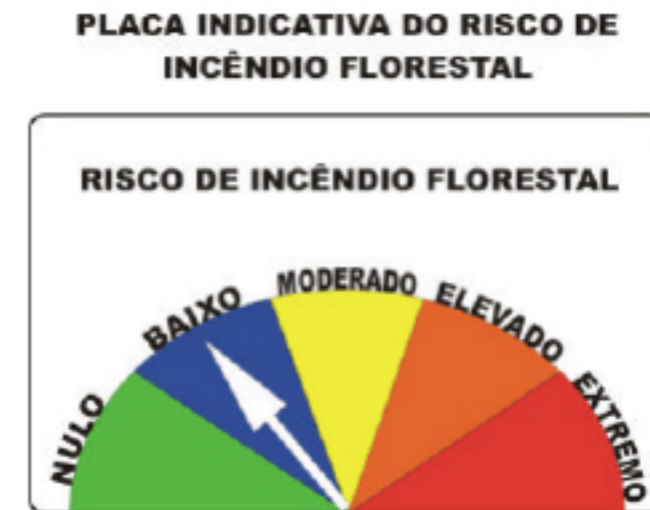 PLACA INDICATIVA DO RISCO DE
INCÊNDIO FLORESTAL
RISCO DE INCÊNDIO FLORESTAL
NULO
BAIXO
MODERADO
ELEVADO
EXTREMO